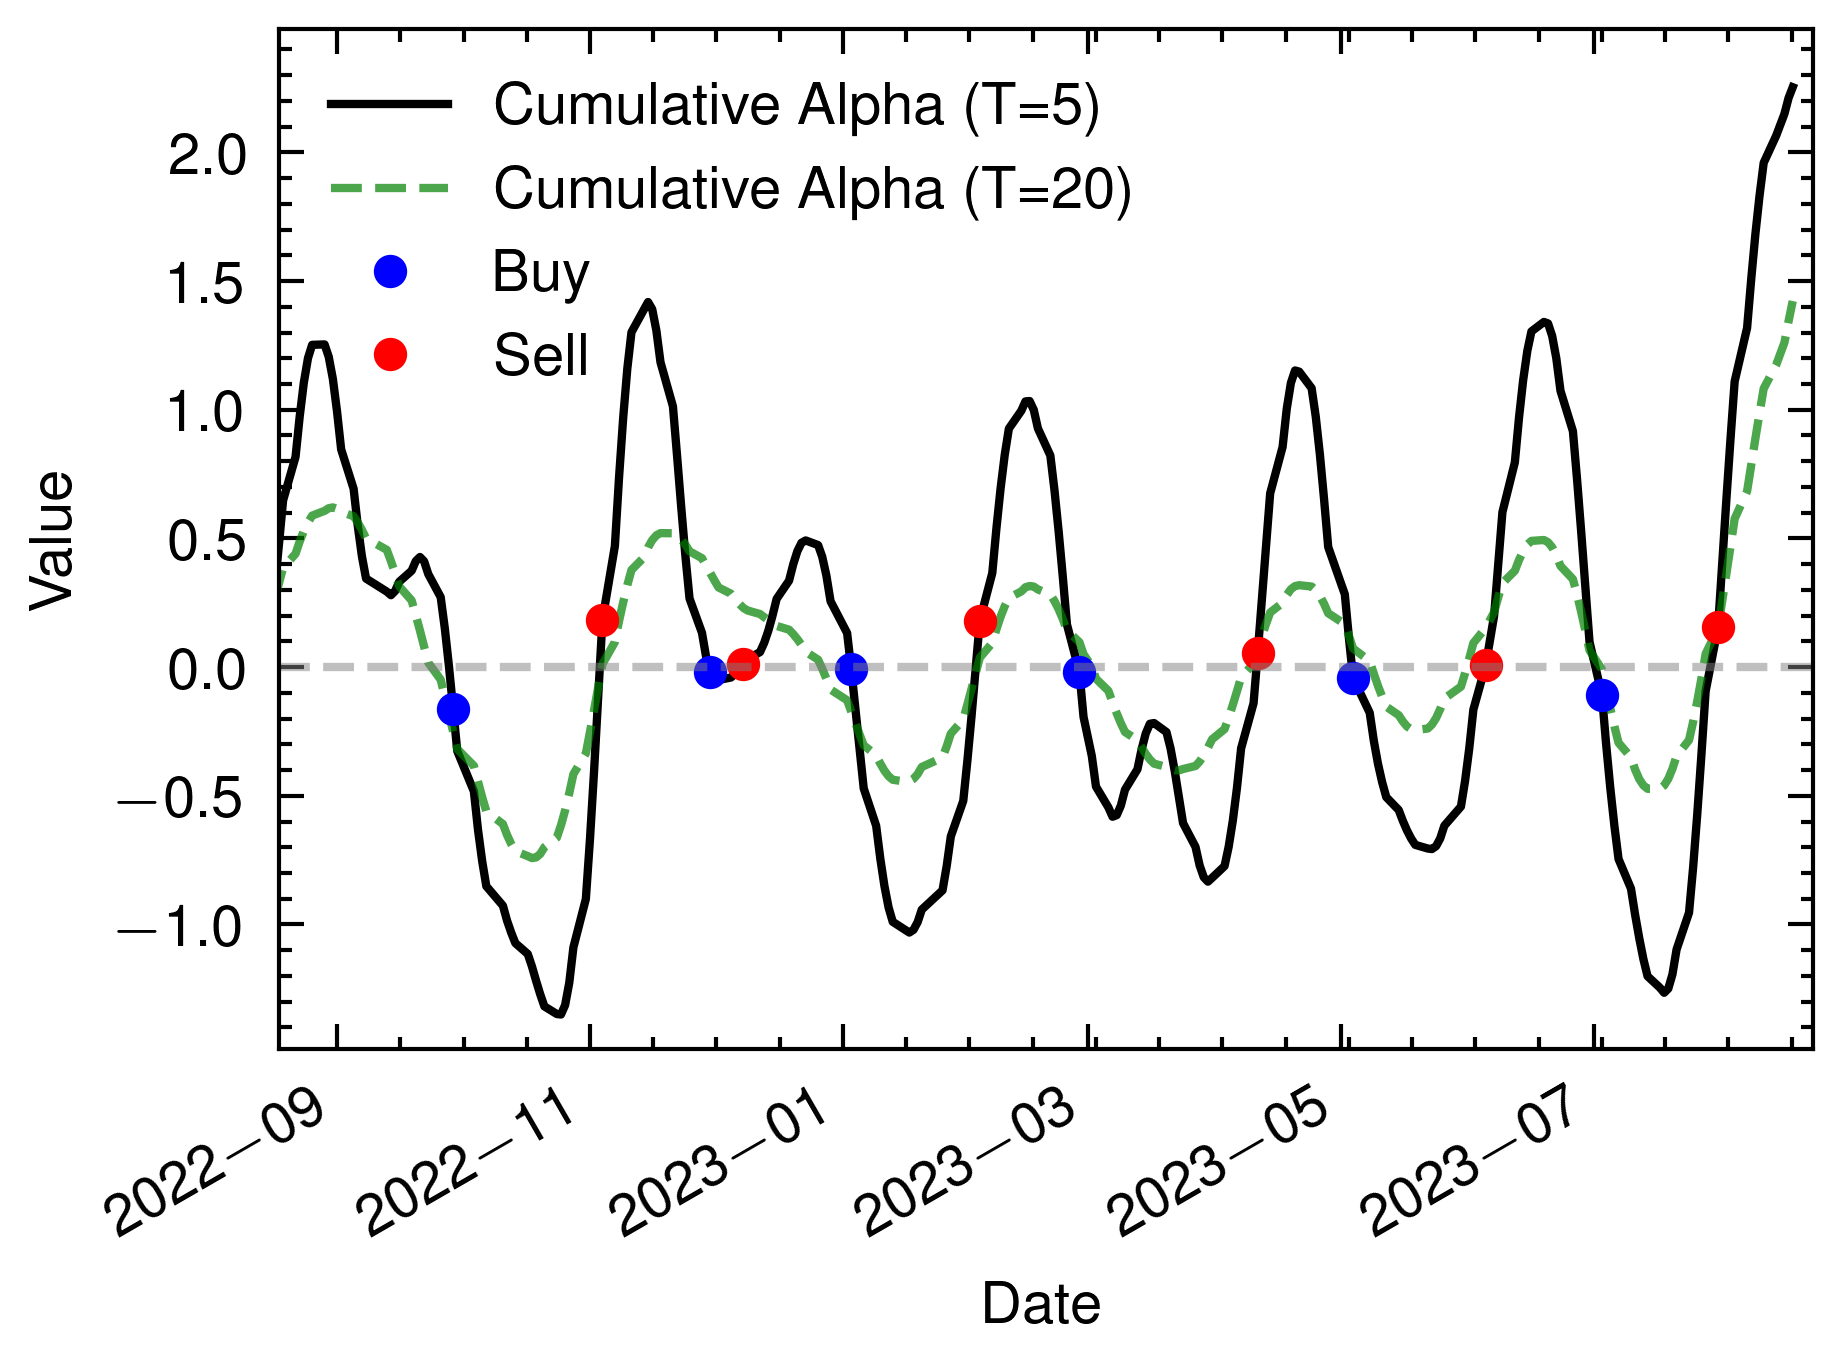 Cumulative Alpha (T=5)
Cumulative Alpha (T=20)
Buy
Sell
Value
2.0
1.5
1.0
0.5
0.0
−0.5
−1.0
2022−09
2022−11
2023−01
2023−03
2023−05
2023−07
Date